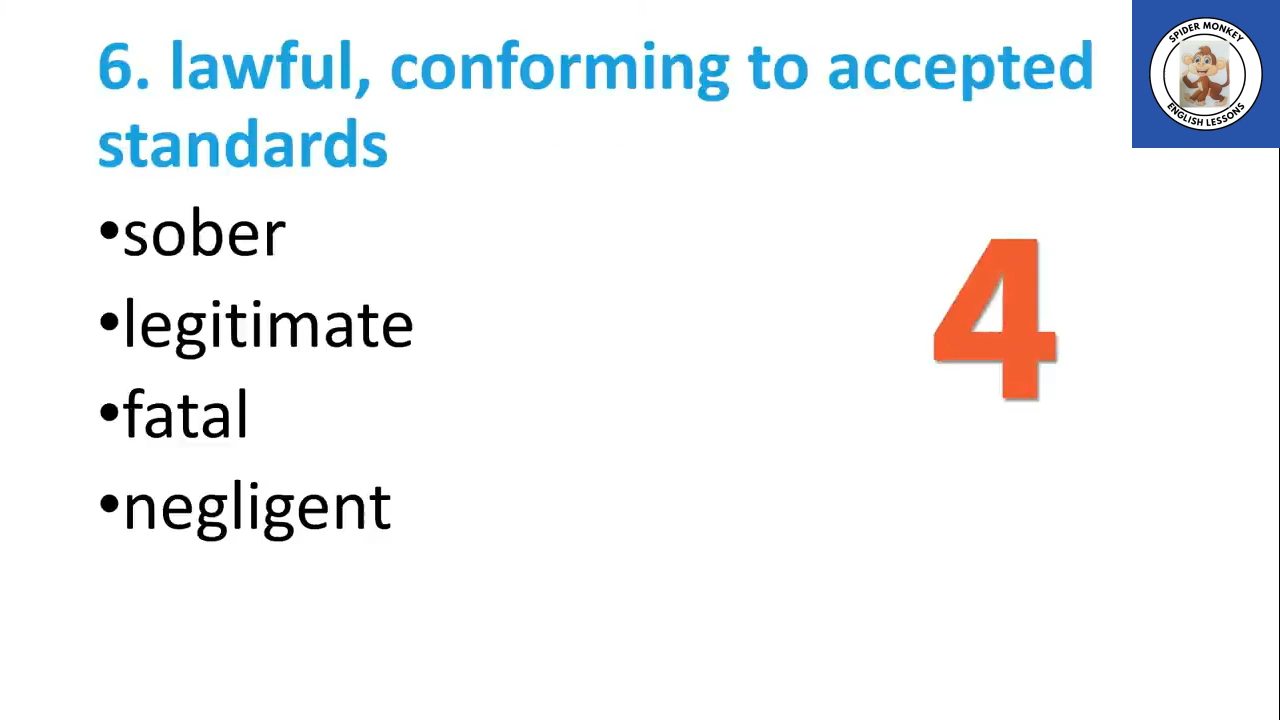 6. lawful, conforming to accepted
standards
•sober
•legitimate
•fatal
•negligent
4
SPIDER MONKEY
ENGLISH LESSONS